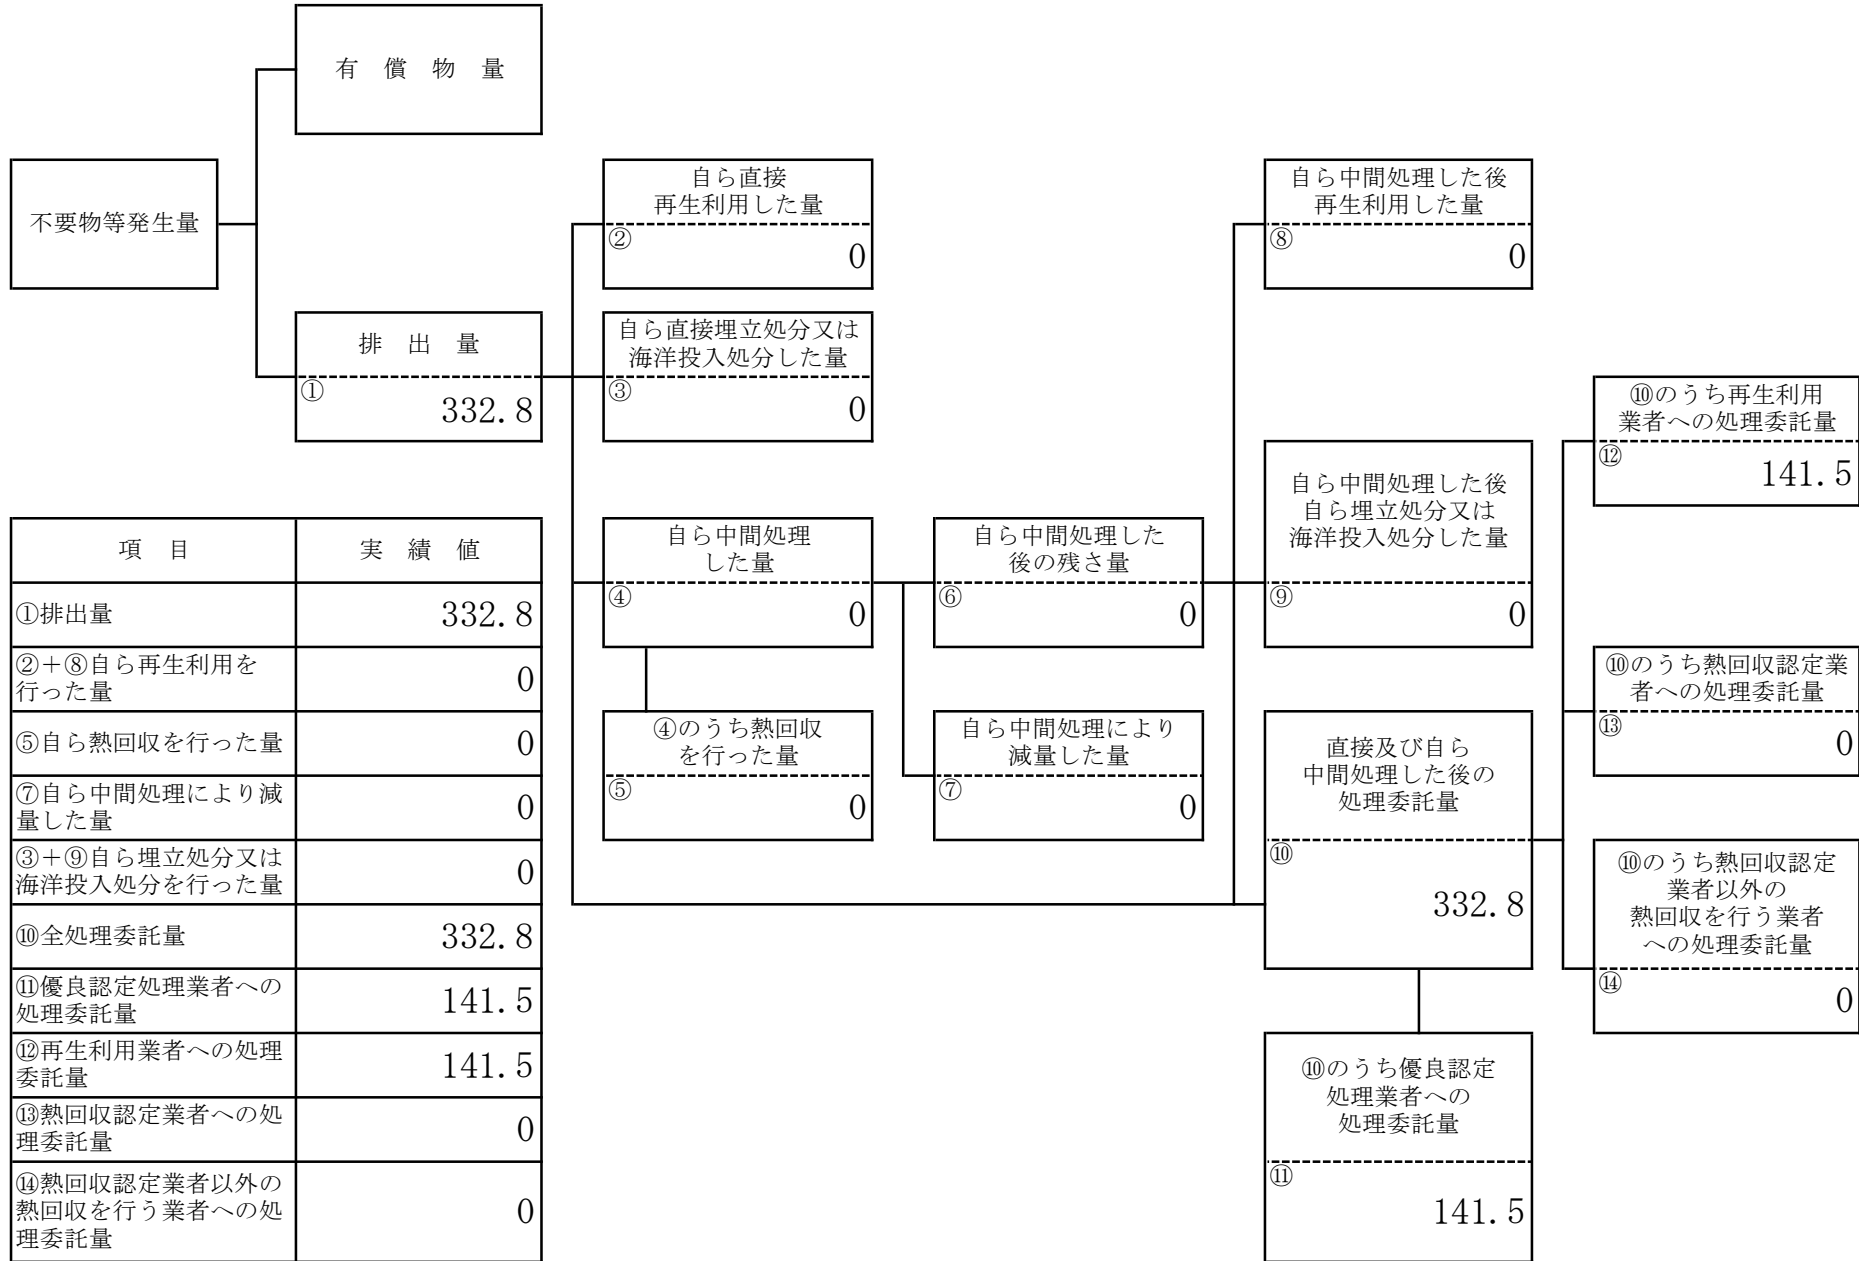 有 償 物 量
不要物等発生量
排 出 量
①
332.8
自ら直接
再生利用した量
②
0
自ら直接埋立処分又は
海洋投入処分した量
③
0
自ら中間処理
した量
④
0
④のうち熱回収
を行った量
⑤
0
自ら中間処理した
後の残さ量
⑥
0
自ら中間処理により
減量した量
⑦
0
自ら中間処理した後
再生利用した量
⑧
0
自ら中間処理した後
自ら埋立処分又は
海洋投入処分した量
⑨
0
直接及び自ら
中間処理した後の
処理委託量
⑩
332.8
⑩のうち優良認定
処理業者への
処理委託量
⑪
141.5
⑩のうち再生利用
業者への処理委託量
⑫
141.5
⑩のうち熱回収認定業
者への処理委託量
⑬
0
⑩のうち熱回収認定
業者以外の
熱回収を行う業者
への処理委託量
⑭
0
項 目 実 績 値
①排出量 332.8
②＋⑧自ら再生利用を
行った量 0
⑤自ら熱回収を行った量 0
⑦自ら中間処理により減
量した量 0
③＋⑨自ら埋立処分又は
海洋投入処分を行った量 0
⑩全処理委託量 332.8
⑪優良認定処理業者への
処理委託量 141.5
⑫再生利用業者への処理
委託量 141.5
⑬熱回収認定業者への処
理委託量 0
⑭熱回収認定業者以外の
熱回収を行う業者への処
理委託量 0